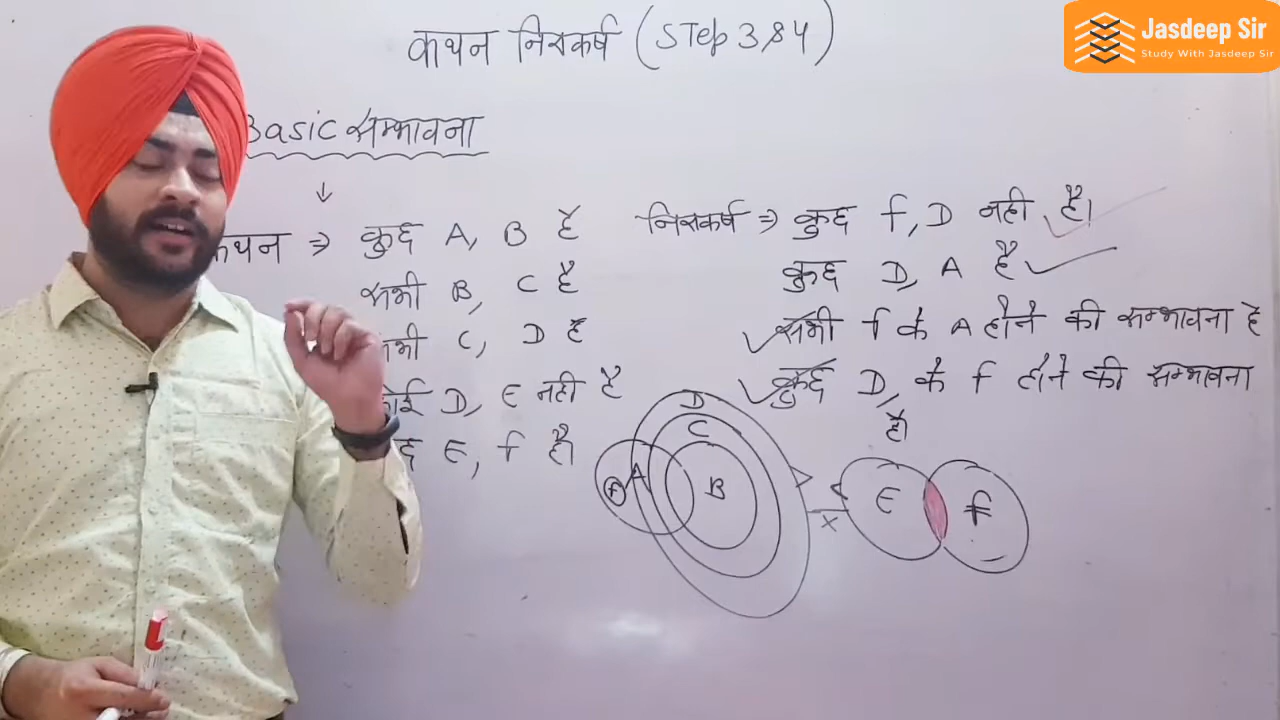 Jasdeep Sir
Study With Jasdeep Sir
कथन निस्कर्ष (STep 3,&4)
Basic सम्भावना
↓
कथन ⇒ कुछ A, B है
सभी B, C है
सभी C, D है
कोई D, E नही है
कुछ E, f है।
निस्कर्ष ⇒ कुछ f, D नही है।
कुछ D, A है
सभी f के A होने की सम्भावना है
कुछ D, के f होने की सम्भावना
है।
D
C
A
B
f
x
E
f